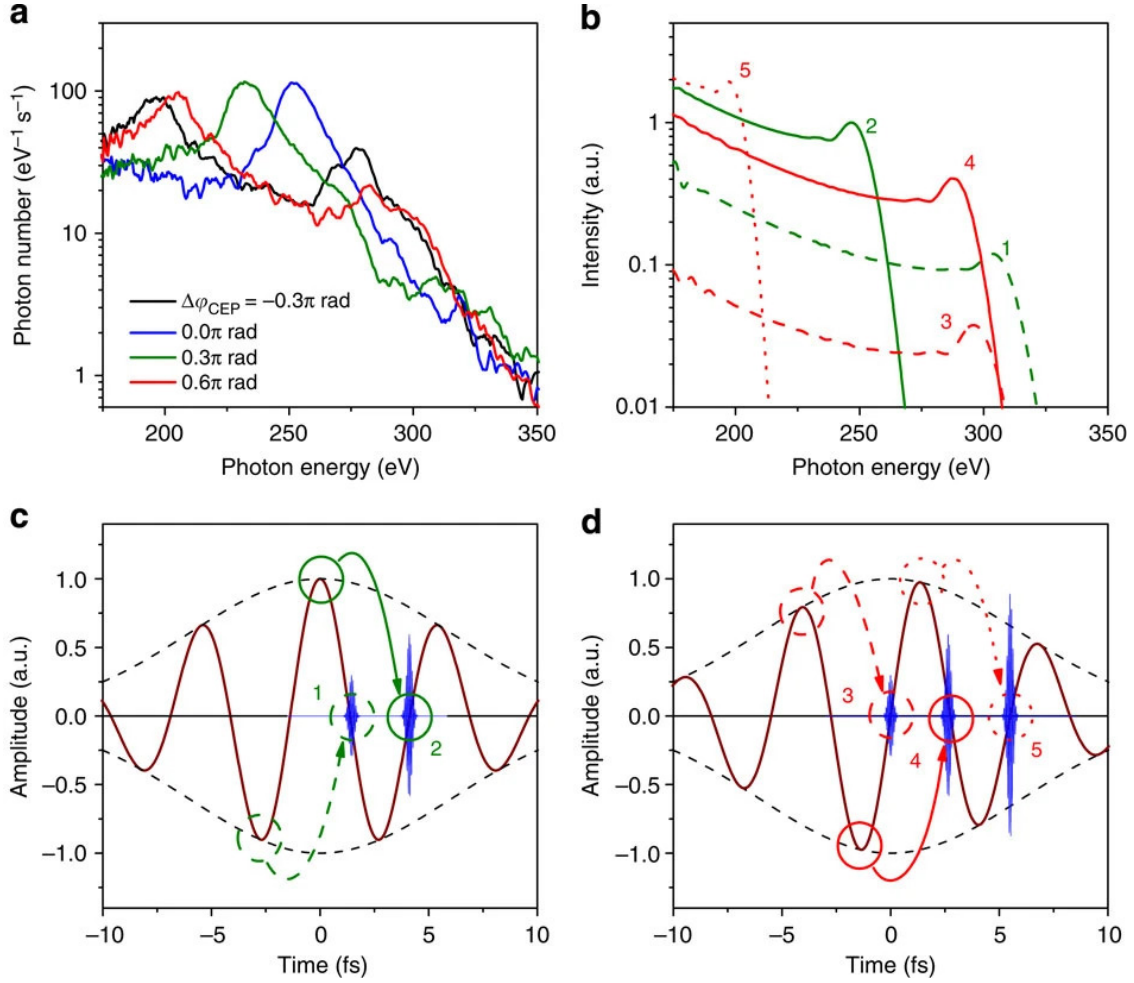 a
100
10
1
Photon number (eV⁻¹ s⁻¹)
Δφ_CEP = −0.3π rad
0.0π rad
0.3π rad
0.6π rad
200 250 300 350
Photon energy (eV)
b
1
0.1
0.01
Intensity (a.u.)
5
2
4
1
3
200 250 300 350
Photon energy (eV)
c
1.0
0.5
0.0
−0.5
−1.0
Amplitude (a.u.)
1
2
−10 −5 0 5 10
Time (fs)
d
1.0
0.5
0.0
−0.5
−1.0
Amplitude (a.u.)
3
4
5
−10 −5 0 5 10
Time (fs)